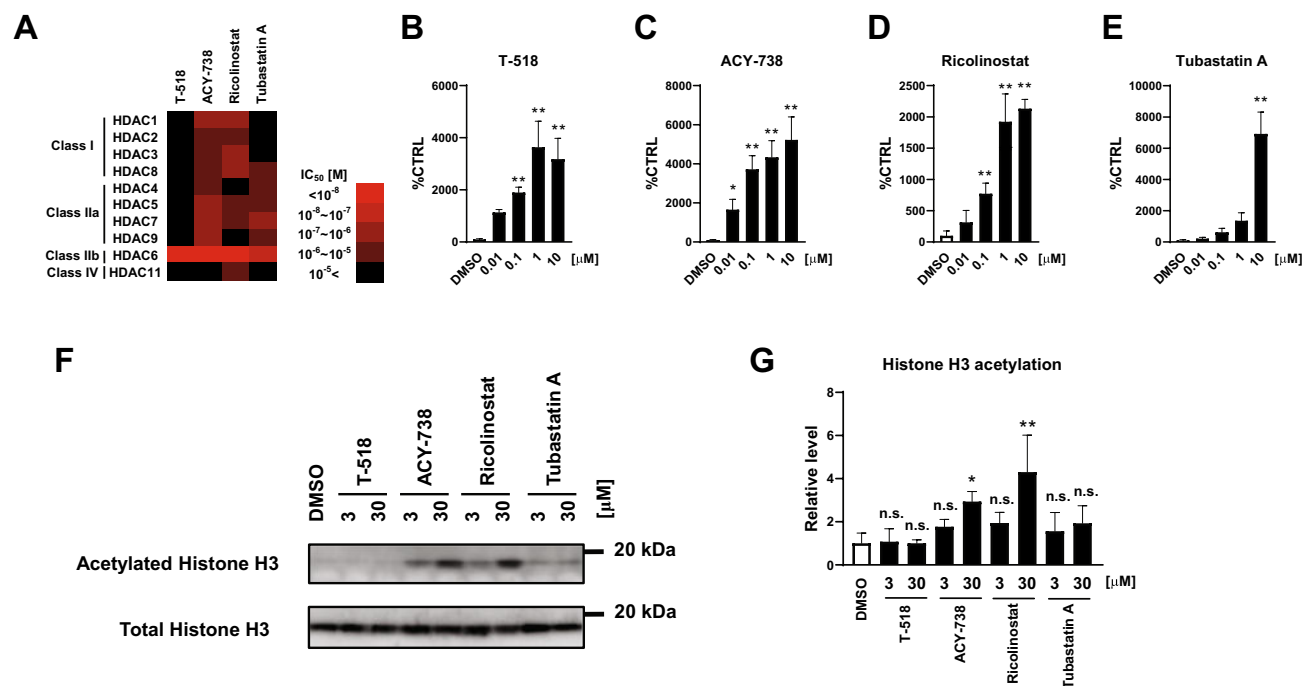 A
T-518
ACY-738
Ricolinostat
Tubastatin A
Class I
HDAC1
HDAC2
HDAC3
HDAC8
Class IIa
HDAC4
HDAC5
HDAC7
HDAC9
Class IIb
HDAC6
Class IV
HDAC11
IC50 [M]
<10-8
10-8~10-7
10-7~10-6
10-6~10-5
10-5<
B
T-518
%CTRL
6000
4000
2000
0
** ** **
DMSO 0.01 0.1 1 10 [μM]
C
ACY-738
%CTRL
8000
6000
4000
2000
0
* ** ** **
DMSO 0.01 0.1 1 10 [μM]
D
Ricolinostat
%CTRL
2500
2000
1500
1000
500
0
** ** **
DMSO 0.01 0.1 1 10 [μM]
E
Tubastatin A
%CTRL
10000
8000
6000
4000
2000
0
**
DMSO 0.01 0.1 1 10 [μM]
F
DMSO
T-518
ACY-738
Ricolinostat
Tubastatin A
3 30 3 30 3 30 3 30 [μM]
Acetylated Histone H3
20 kDa
Total Histone H3
20 kDa
G
Histone H3 acetylation
Relative level
8
6
4
2
0
n.s. n.s. n.s. * n.s. ** n.s. n.s.
DMSO
3 30 3 30 3 30 3 30 [μM]
T-518
ACY-738
Ricolinostat
Tubastatin A